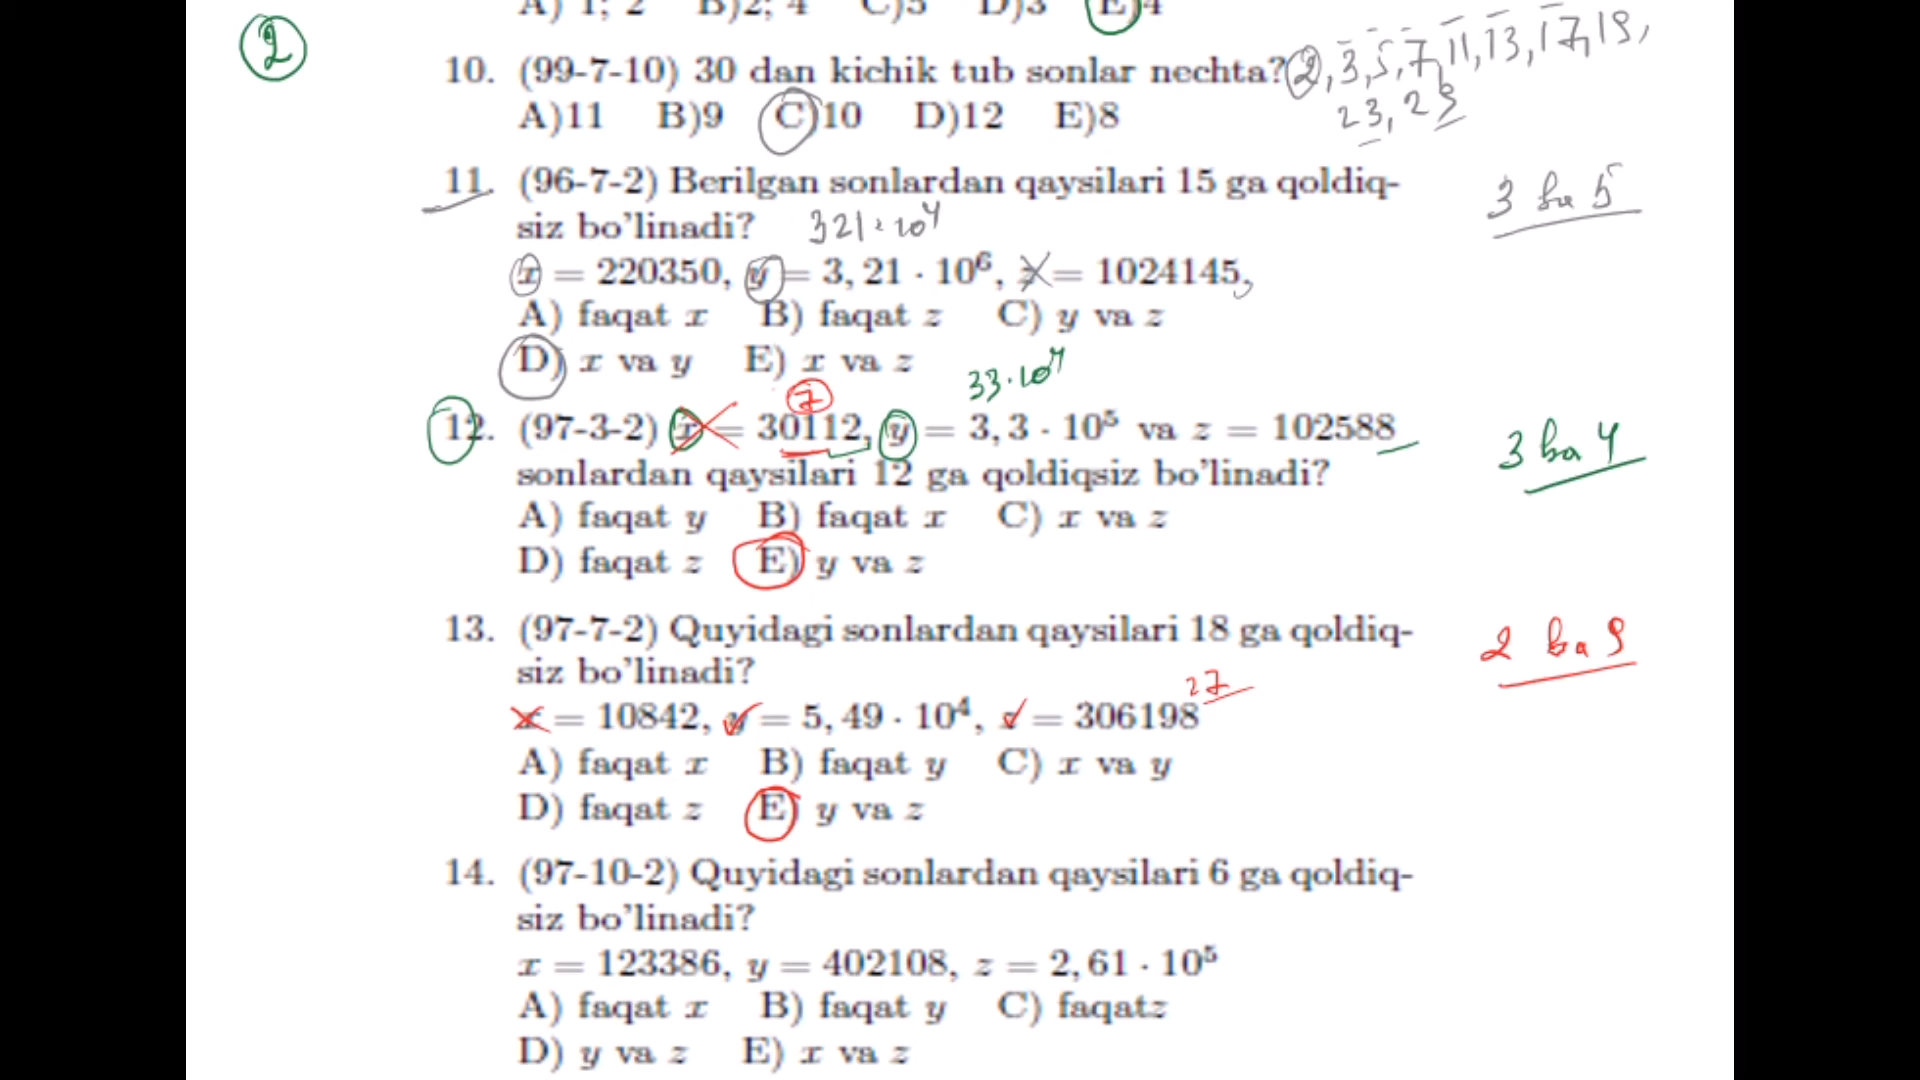 A) 1; 2 B)2; 4 C)5 D)3 E)4
2
10. (99-7-10) 30 dan kichik tub sonlar nechta? 2, 3, 5, 7, 11, 13, 17, 19,
23, 29
A)11 B)9 C)10 D)12 E)8
11. (96-7-2) Berilgan sonlardan qaysilari 15 ga qoldiq-
3 ba 5
siz bo'linadi? 321·10⁴
x = 220350, y = 3, 21 · 10⁶, z = 1024145,
A) faqat x B) faqat z C) y va z
D) x va y E) x va z
7
33·10⁴
12. (97-3-2) x = 30112, y = 3, 3 · 10⁵ va z = 102588
3 ba 4
sonlardan qaysilari 12 ga qoldiqsiz bo'linadi?
A) faqat y B) faqat x C) x va z
D) faqat z E) y va z
13. (97-7-2) Quyidagi sonlardan qaysilari 18 ga qoldiq-
2 ba 9
siz bo'linadi?
27
x = 10842, y = 5, 49 · 10⁴, z = 306198
A) faqat x B) faqat y C) x va y
D) faqat z E) y va z
14. (97-10-2) Quyidagi sonlardan qaysilari 6 ga qoldiq-
siz bo'linadi?
x = 123386, y = 402108, z = 2, 61 · 10⁵
A) faqat x B) faqat y C) faqatz
D) y va z E) x va z